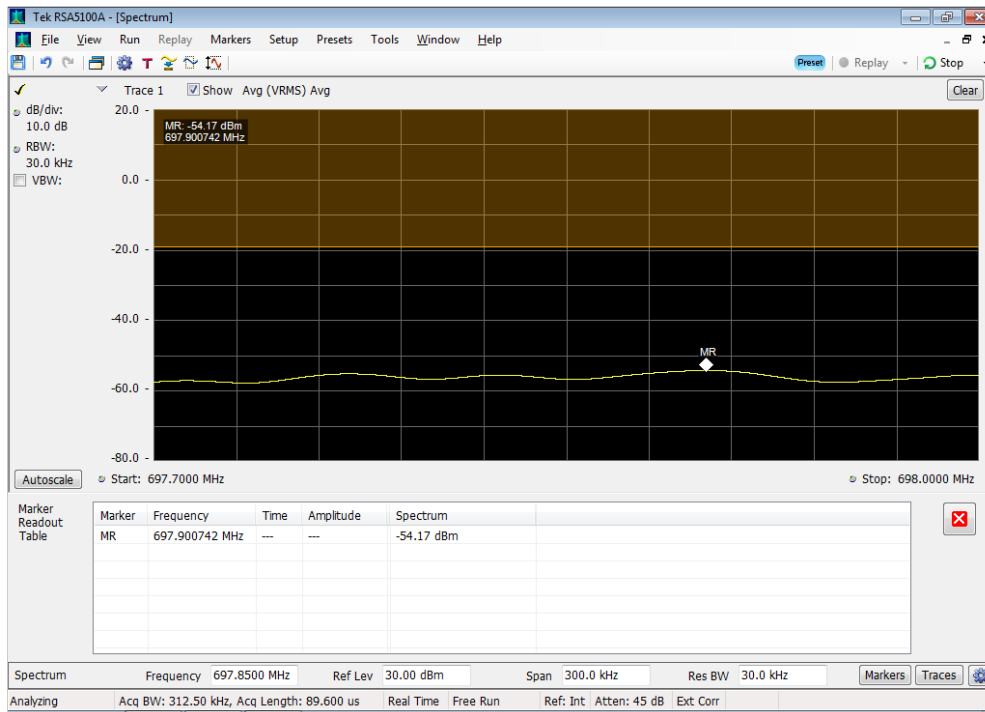 Tek RSA5100A - [Spectrum]
File View Run Replay Markers Setup Presets Tools Window Help
T Preset Replay Stop
Trace 1 Show Avg (VRMS) Avg Clear
dB/div:
10.0 dB
RBW:
30.0 kHz
VBW:
20.0 -
MR: -54.17 dBm
697.900742 MHz
0.0 -
-20.0 -
-40.0 -
MR
-60.0 -
-80.0 -
Autoscale Start: 697.7000 MHz Stop: 698.0000 MHz
Marker
Readout
Table
Marker Frequency Time Amplitude Spectrum
MR 697.900742 MHz --- --- -54.17 dBm
Spectrum Frequency 697.8500 MHz Ref Lev 30.00 dBm Span 300.0 kHz Res BW 30.0 kHz Markers Traces
Analyzing Acq BW: 312.50 kHz, Acq Length: 89.600 us Real Time Free Run Ref: Int Atten: 45 dB Ext Corr